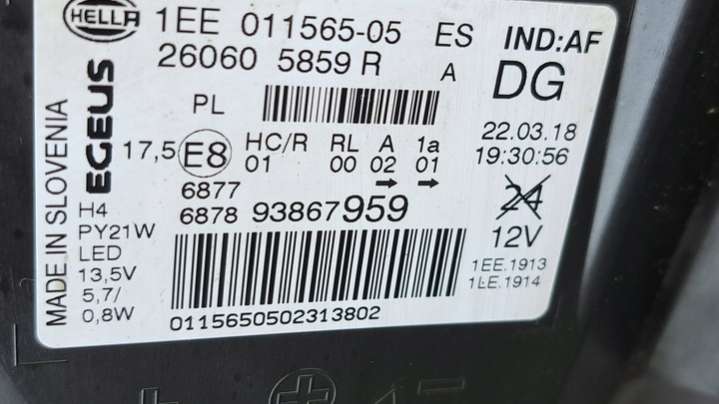 HELLA
1EE 011565-05 ES IND:AF
26060 5859 R A DG
PL
22.03.18
19:30:56
17,5 E8 HC/R RL A 1a
01 00 02 01
→ →
6877
6878 93867959
24
12V
1EE.1913
1LE.1914
H4
PY21W
LED
13,5V
5,7/
0,8W
0115650502313802
MADE IN SLOVENIA
EGEUS